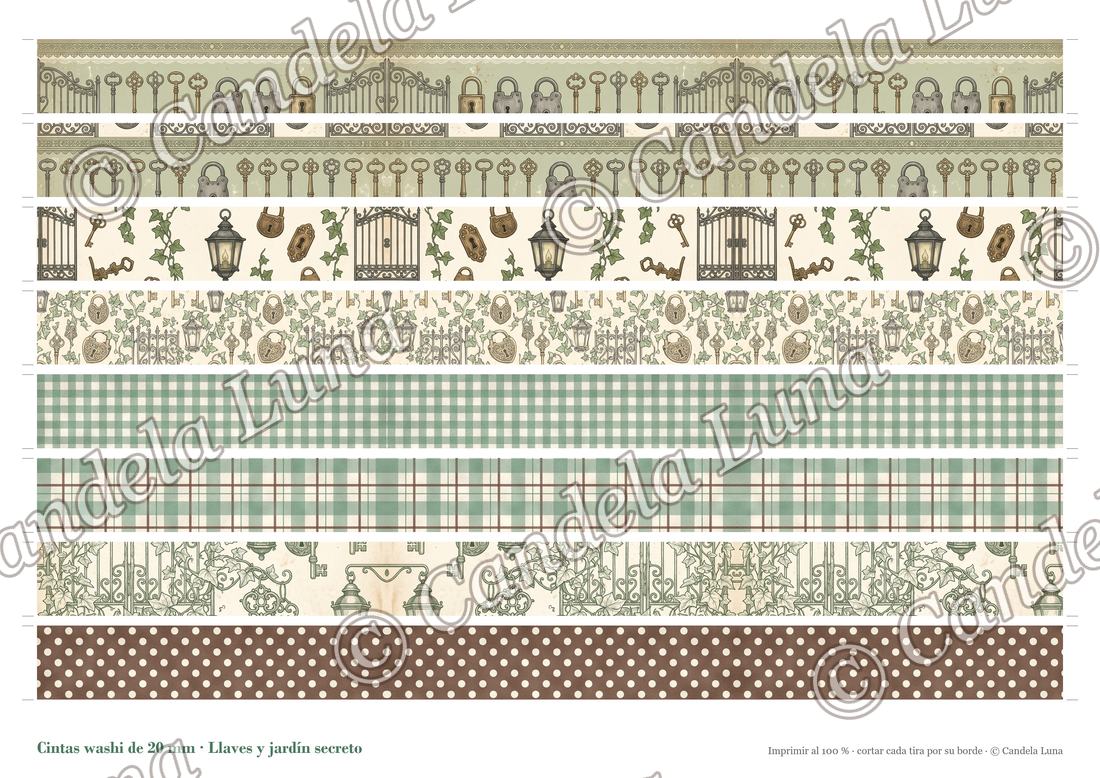 © Candela Luna
© Candela Luna
© Candela Luna
Candela Luna
© Candela Luna
© Candela
Cintas washi de 20 mm · Llaves y jardín secreto
Imprimir al 100 % · cortar cada tira por su borde · © Candela Luna